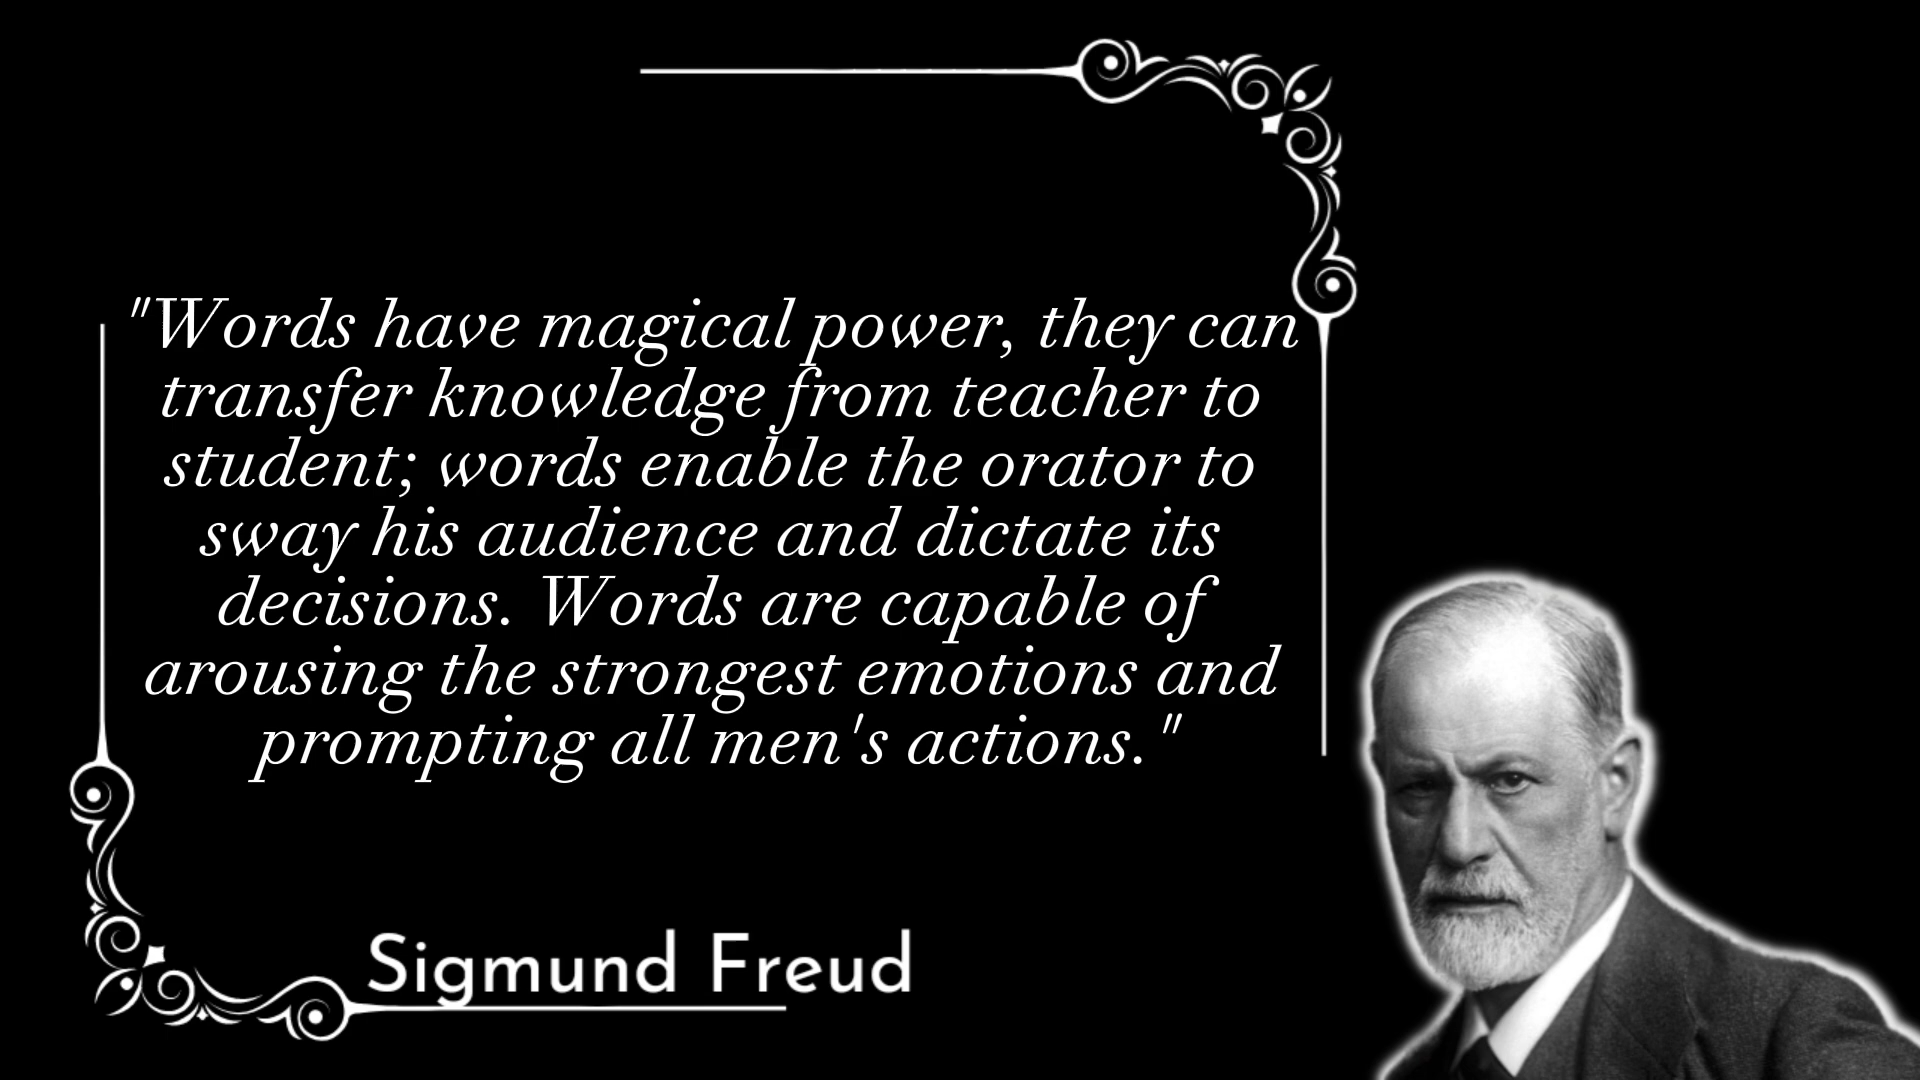 "Words have magical power, they can
transfer knowledge from teacher to
student; words enable the orator to
sway his audience and dictate its
decisions. Words are capable of
arousing the strongest emotions and
prompting all men's actions."
Sigmund Freud